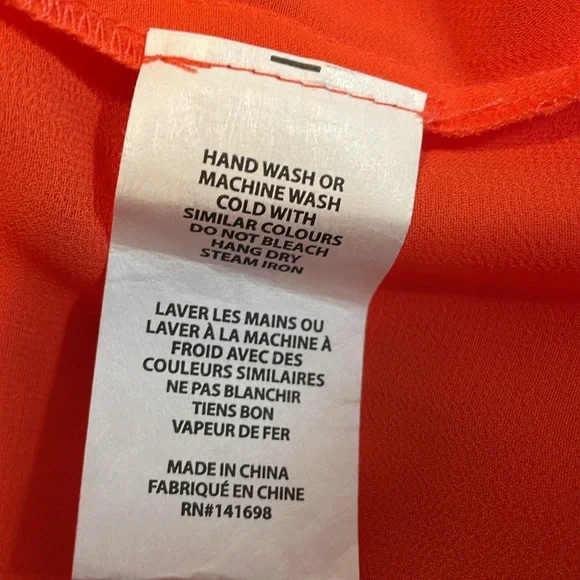 HAND WASH OR
MACHINE WASH
COLD WITH
SIMILAR COLOURS
DO NOT BLEACH
HANG DRY
STEAM IRON
LAVER LES MAINS OU
LAVER À LA MACHINE À
FROID AVEC DES
COULEURS SIMILAIRES
NE PAS BLANCHIR
TIENS BON
VAPEUR DE FER
MADE IN CHINA
FABRIQUÉ EN CHINE
RN#141698